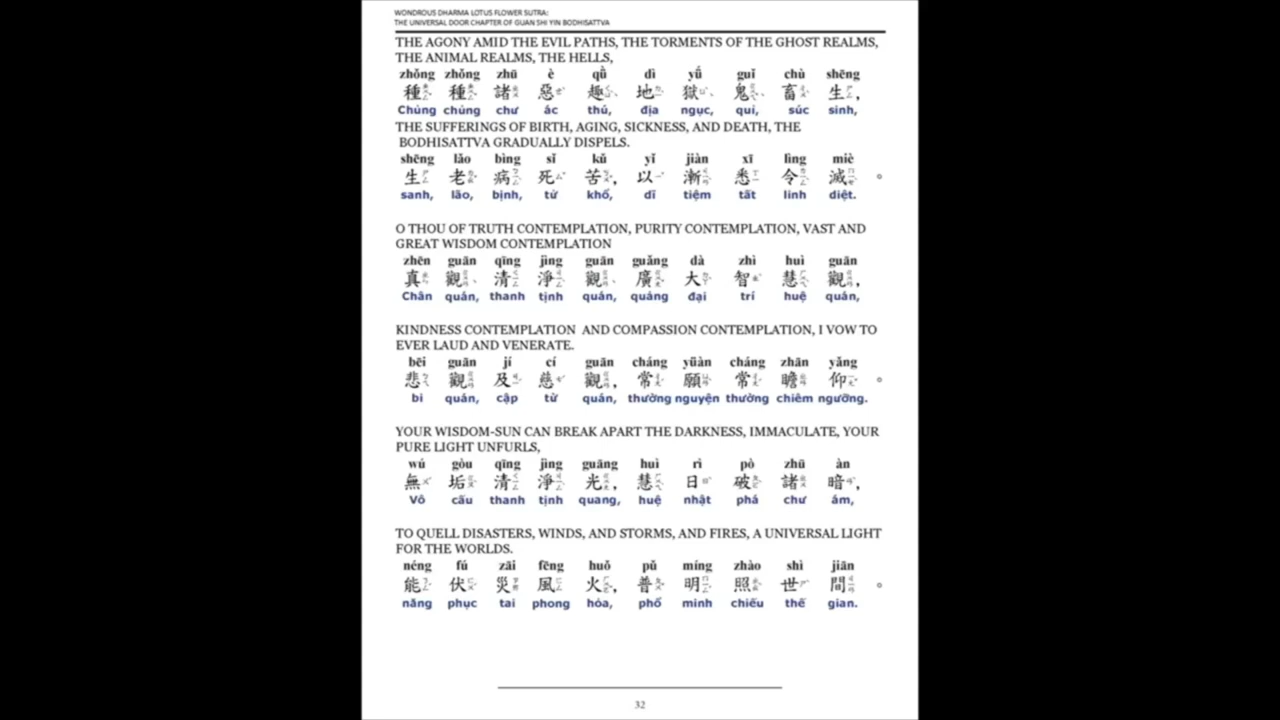 WONDROUS DHARMA LOTUS FLOWER SUTRA:
THE UNIVERSAL DOOR CHAPTER OF GUAN SHI YIN BODHISATTVA
THE AGONY AMID THE EVIL PATHS, THE TORMENTS OF THE GHOST REALMS,
THE ANIMAL REALMS, THE HELLS,
zhǒng zhǒng zhū è qǜ dì yǜ guǐ chù shēng
種種諸惡趣、地獄、鬼、畜生,
Chủng chủng chư ác thú, địa ngục, quỉ, súc sinh,
THE SUFFERINGS OF BIRTH, AGING, SICKNESS, AND DEATH, THE
BODHISATTVA GRADUALLY DISPELS.
shēng lǎo bìng sǐ kǔ yǐ jiàn xī lìng miè
生老病死苦,以漸悉令滅。
sanh, lão, bịnh, tử khổ, dĩ tiệm tất linh diệt.
O THOU OF TRUTH CONTEMPLATION, PURITY CONTEMPLATION, VAST AND
GREAT WISDOM CONTEMPLATION
zhēn guān qīng jìng guān guǎng dà zhì huì guān
真觀、清淨觀、廣大智慧觀,
Chân quán, thanh tịnh quán, quảng đại trí huệ quán,
KINDNESS CONTEMPLATION AND COMPASSION CONTEMPLATION, I VOW TO
EVER LAUD AND VENERATE.
bēi guān jí cí guān cháng yüàn cháng zhān yǎng
悲觀及慈觀,常願常瞻仰。
bi quán, cập từ quán, thường nguyện thường chiêm ngưỡng.
YOUR WISDOM-SUN CAN BREAK APART THE DARKNESS, IMMACULATE, YOUR
PURE LIGHT UNFURLS,
wú gòu qīng jìng guāng huì rì pò zhū àn
無垢清淨光,慧日破諸暗,
Vô cấu thanh tịnh quang, huệ nhật phá chư ám,
TO QUELL DISASTERS, WINDS, AND STORMS, AND FIRES, A UNIVERSAL LIGHT
FOR THE WORLDS.
néng fú zāi fēng huǒ pǔ míng zhào shì jiān
能伏災風火,普明照世間。
năng phục tai phong hỏa, phổ minh chiếu thế gian.
32